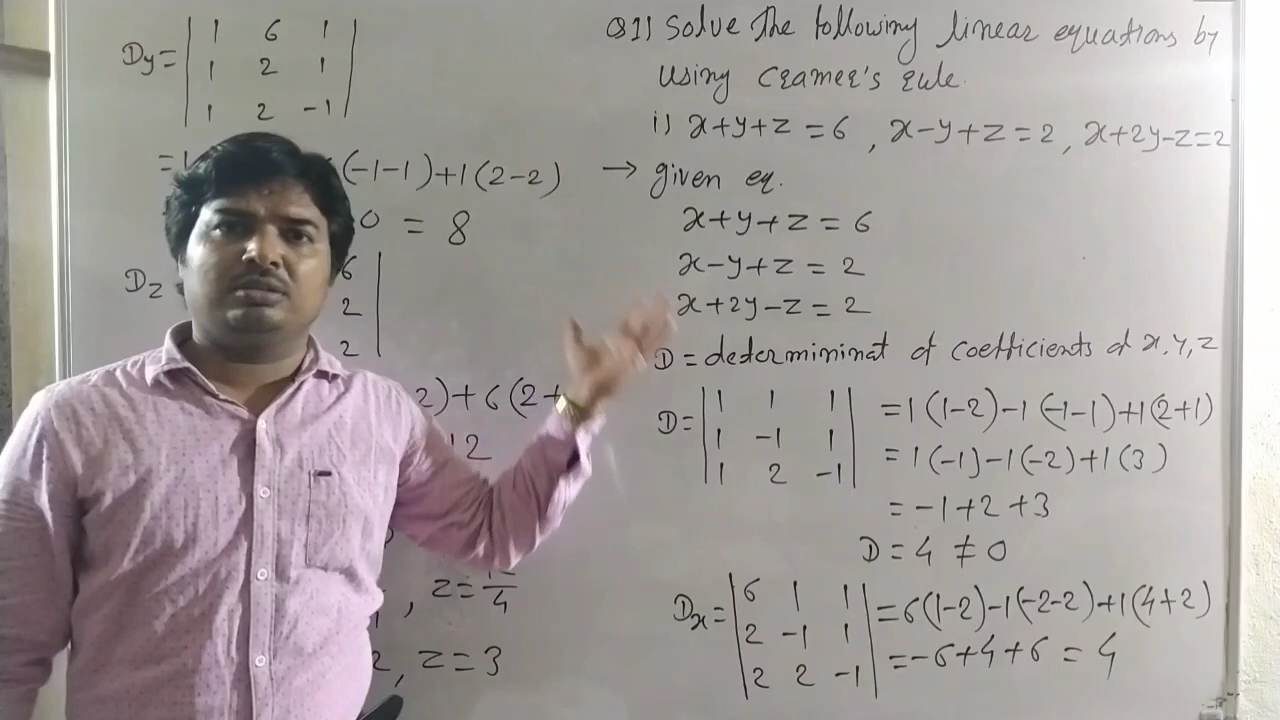 Q1) Solve the following linear equations by
using cramer's rule.
i) x+y+z=6 , x-y+z=2 , x+2y-z=2
→ given eq.
x+y+z=6
x-y+z=2
x+2y-z=2
D = determininat of coefficients of x,y,z
D= | 1 1 1 | =1(1-2)-1(-1-1)+1(2+1)
| 1 -1 1 | =1(-1)-1(-2)+1(3)
| 1 2 -1 |
=-1+2+3
D=4≠0
Dx= | 6 1 1 | =6(1-2)-1(-2-2)+1(4+2)
| 2 -1 1 |
| 2 2 -1 | =-6+4+6=4
Dy= | 1 6 1 |
| 1 2 1 |
| 1 2 -1 |
(-1-1)+1(2-2)
0 = 8
Dz 6 |
2 |
2 |
2)+6(2+
12
, z=   /4
2, z=3